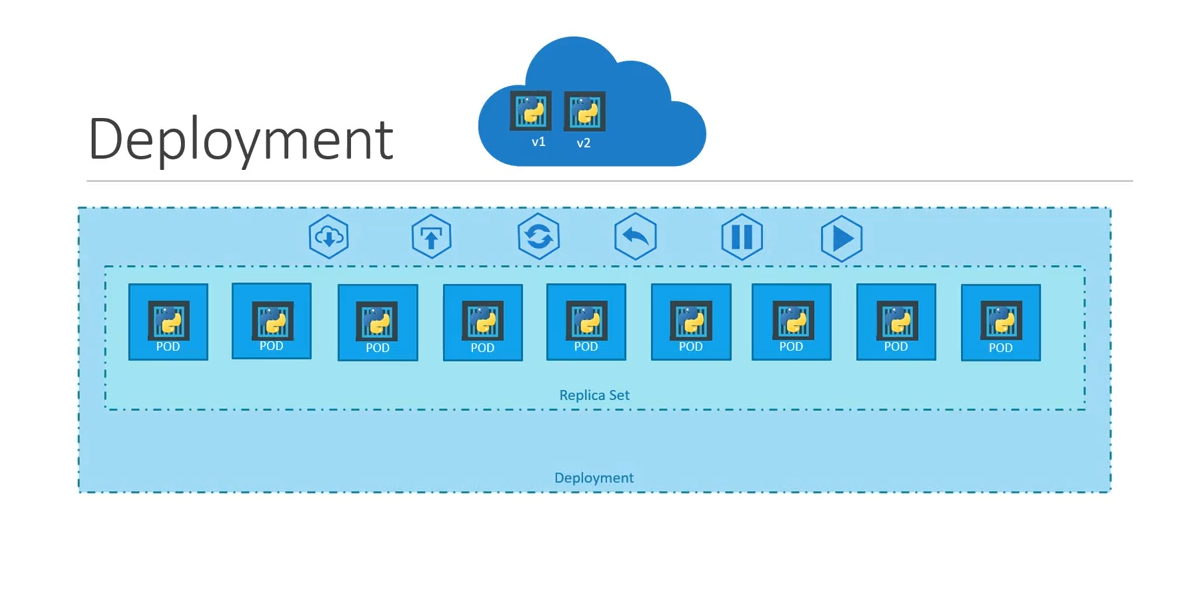 Deployment
v1 v2
POD POD POD POD POD POD POD POD POD
Replica Set
Deployment